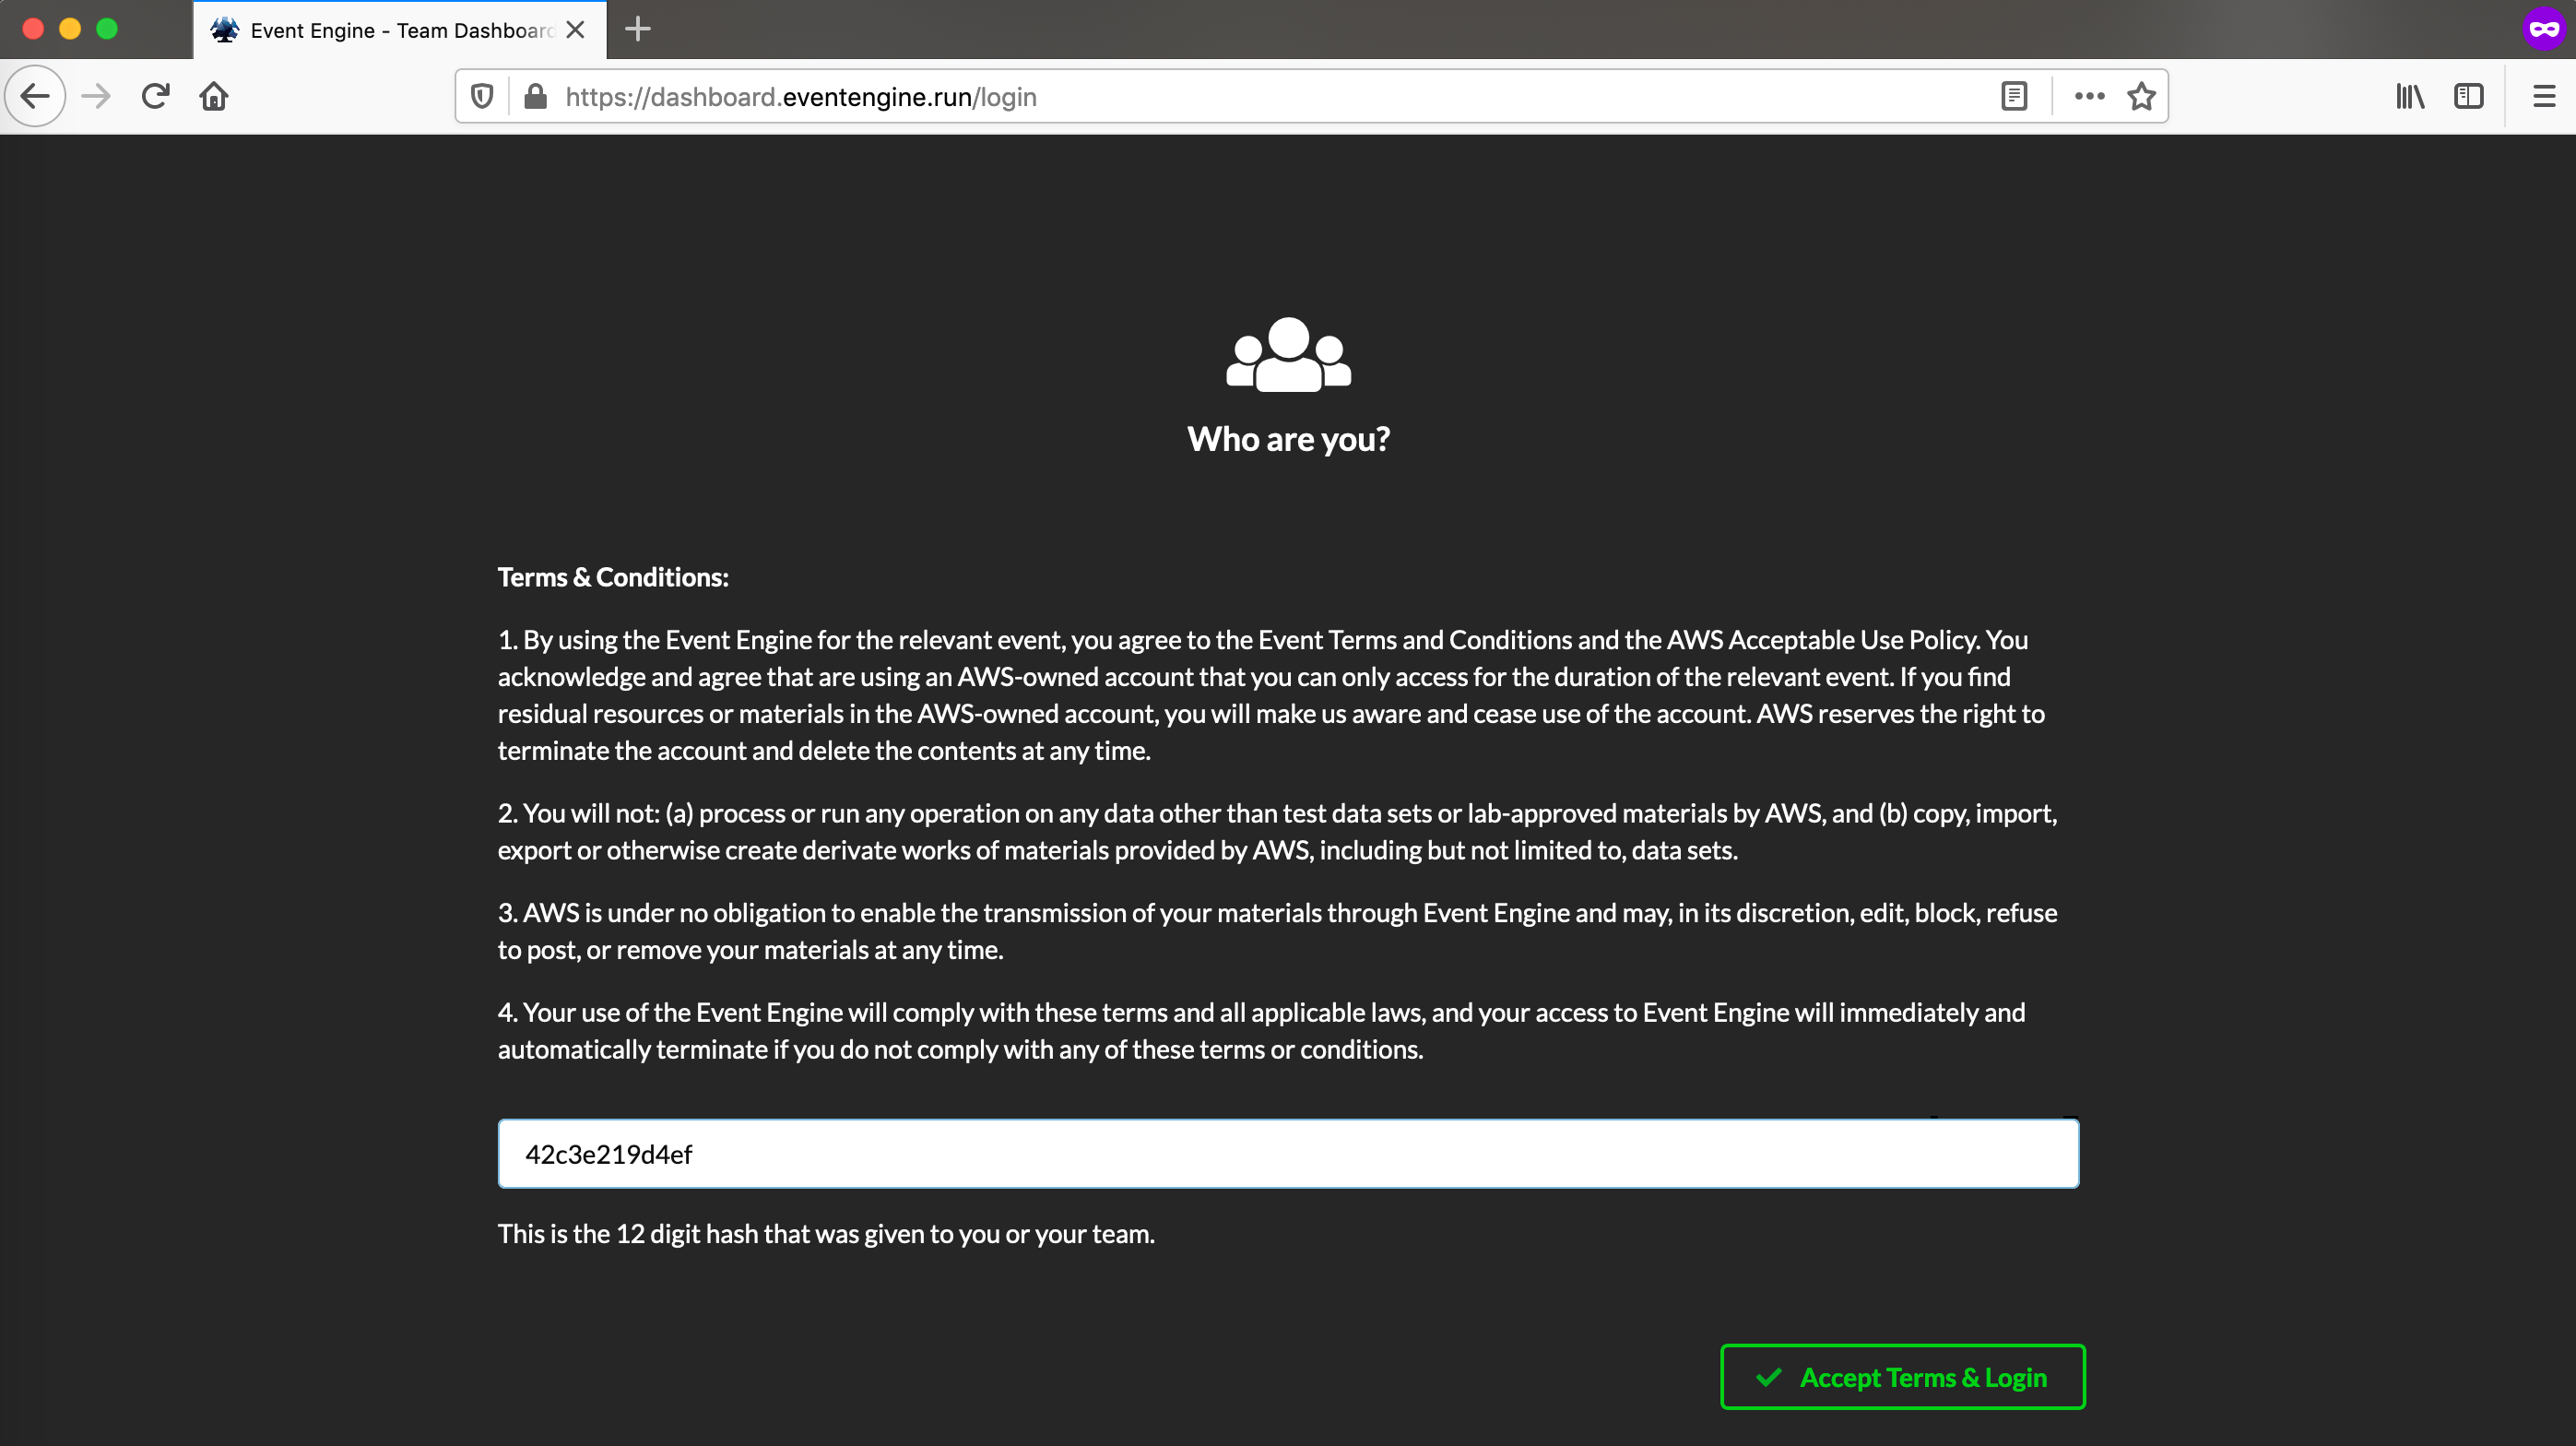 Event Engine - Team Dashboard
https://dashboard.eventengine.run/login
Who are you?
Terms & Conditions:
1. By using the Event Engine for the relevant event, you agree to the Event Terms and Conditions and the AWS Acceptable Use Policy. You
acknowledge and agree that are using an AWS-owned account that you can only access for the duration of the relevant event. If you find
residual resources or materials in the AWS-owned account, you will make us aware and cease use of the account. AWS reserves the right to
terminate the account and delete the contents at any time.
2. You will not: (a) process or run any operation on any data other than test data sets or lab-approved materials by AWS, and (b) copy, import,
export or otherwise create derivate works of materials provided by AWS, including but not limited to, data sets.
3. AWS is under no obligation to enable the transmission of your materials through Event Engine and may, in its discretion, edit, block, refuse
to post, or remove your materials at any time.
4. Your use of the Event Engine will comply with these terms and all applicable laws, and your access to Event Engine will immediately and
automatically terminate if you do not comply with any of these terms or conditions.
42c3e219d4ef
This is the 12 digit hash that was given to you or your team.
Accept Terms & Login